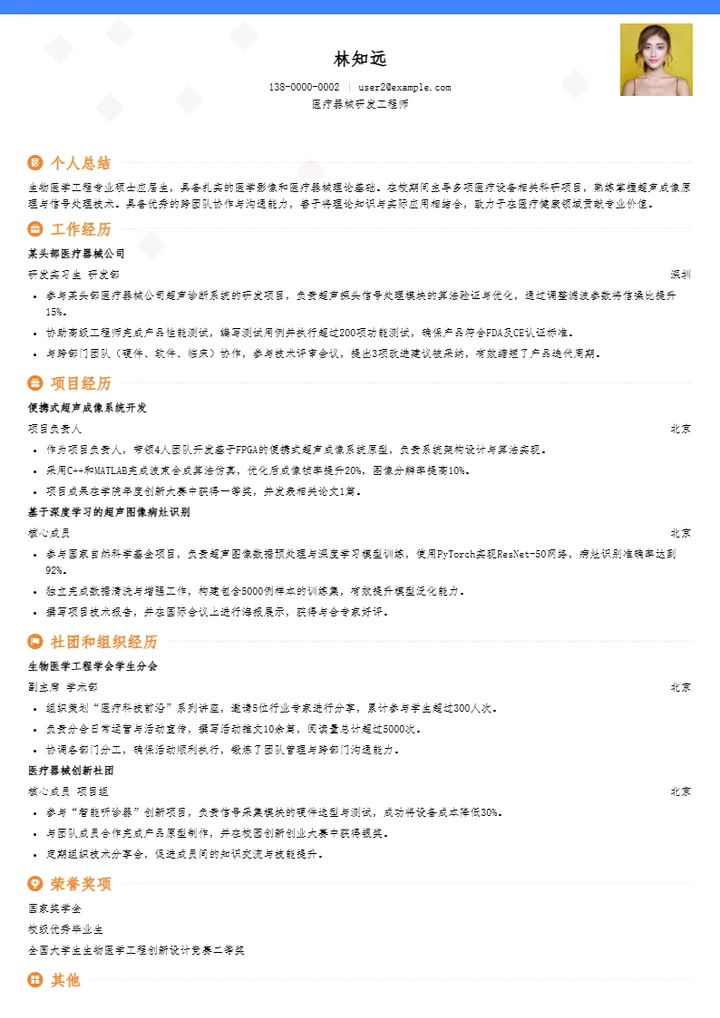 林知远
138-0000-0002 | user2@example.com
医疗器械研发工程师
个人总结
生物医学工程专业硕士应届生，具备扎实的医学影像和医疗器械理论基础。在校期间主导多项医疗设备相关科研项目，熟练掌握超声成像原
理与信号处理技术。具备优秀的跨团队协作与沟通能力，善于将理论知识与实际应用相结合，致力于在医疗健康领域贡献专业价值。
工作经历
某头部医疗器械公司
研发实习生 研发部 深圳
• 参与某头部医疗器械公司超声诊断系统的研发项目，负责超声探头信号处理模块的算法验证与优化，通过调整滤波参数将信噪比提升
15%。
• 协助高级工程师完成产品性能测试，编写测试用例并执行超过200项功能测试，确保产品符合FDA及CE认证标准。
• 与跨部门团队（硬件、软件、临床）协作，参与技术评审会议，提出3项改进建议被采纳，有效缩短了产品迭代周期。
项目经历
便携式超声成像系统开发
项目负责人 北京
• 作为项目负责人，带领4人团队开发基于FPGA的便携式超声成像系统原型，负责系统架构设计与算法实现。
• 采用C++和MATLAB完成波束合成算法仿真，优化后成像帧率提升20%，图像分辨率提高10%。
• 项目成果在学院年度创新大赛中获得一等奖，并发表相关论文1篇。
基于深度学习的超声图像病灶识别
核心成员 北京
• 参与国家自然科学基金项目，负责超声图像数据预处理与深度学习模型训练，使用PyTorch实现ResNet-50网络，病灶识别准确率达到
92%。
• 独立完成数据清洗与增强工作，构建包含5000例样本的训练集，有效提升模型泛化能力。
• 撰写项目技术报告，并在国际会议上进行海报展示，获得与会专家好评。
社团和组织经历
生物医学工程学会学生分会
副主席 学术部 北京
• 组织策划“医疗科技前沿”系列讲座，邀请5位行业专家进行分享，累计参与学生超过300人次。
• 负责分会日常运营与活动宣传，撰写活动推文10余篇，阅读量总计超过5000次。
• 协调各部门分工，确保活动顺利执行，锻炼了团队管理与跨部门沟通能力。
医疗器械创新社团
核心成员 项目组 北京
• 参与“智能听诊器”创新项目，负责信号采集模块的硬件选型与测试，成功将设备成本降低30%。
• 与团队成员合作完成产品原型制作，并在校园创新创业大赛中获得银奖。
• 定期组织技术分享会，促进成员间的知识交流与技能提升。
荣誉奖项
国家奖学金
校级优秀毕业生
全国大学生生物医学工程创新设计竞赛二等奖
其他